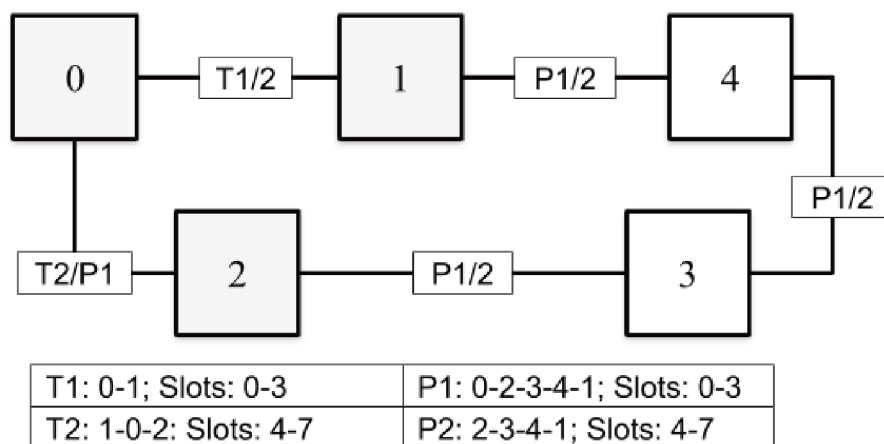 0
T1/2
1
P1/2
4
P1/2
T2/P1
2
P1/2
3
T1: 0-1; Slots: 0-3 P1: 0-2-3-4-1; Slots: 0-3
T2: 1-0-2: Slots: 4-7 P2: 2-3-4-1; Slots: 4-7